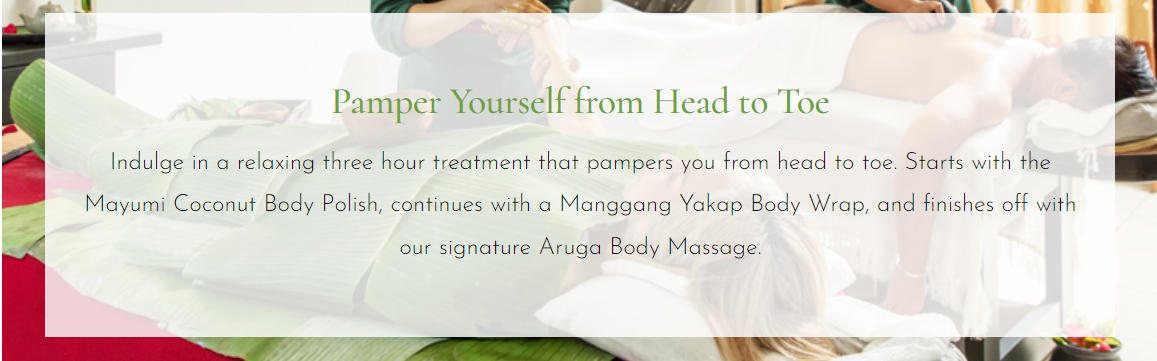 Pamper Yourself from Head to Toe
Indulge in a relaxing three hour treatment that pampers you from head to toe. Starts with the
Mayumi Coconut Body Polish, continues with a Manggang Yakap Body Wrap, and finishes off with
our signature Aruga Body Massage.